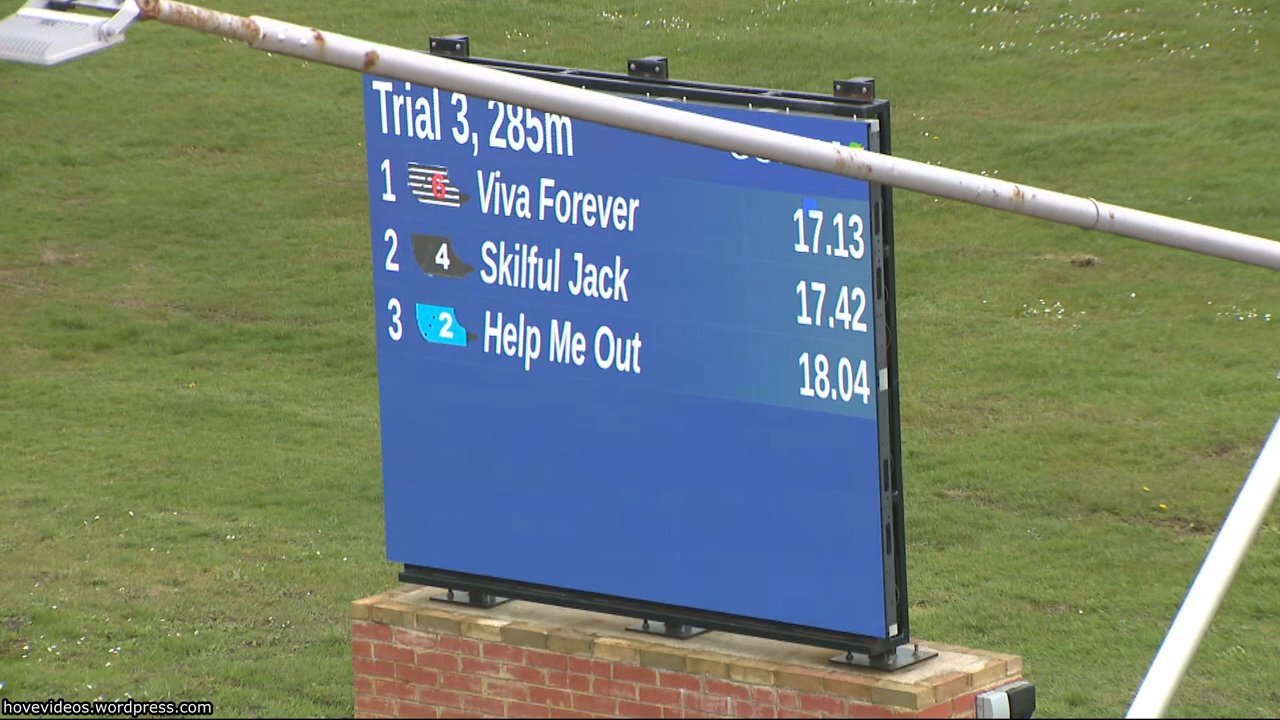 Trial 3, 285m
1 6 Viva Forever 17.13
2 4 Skilful Jack 17.42
3 2 Help Me Out 18.04
hovevideos.wordpress.com